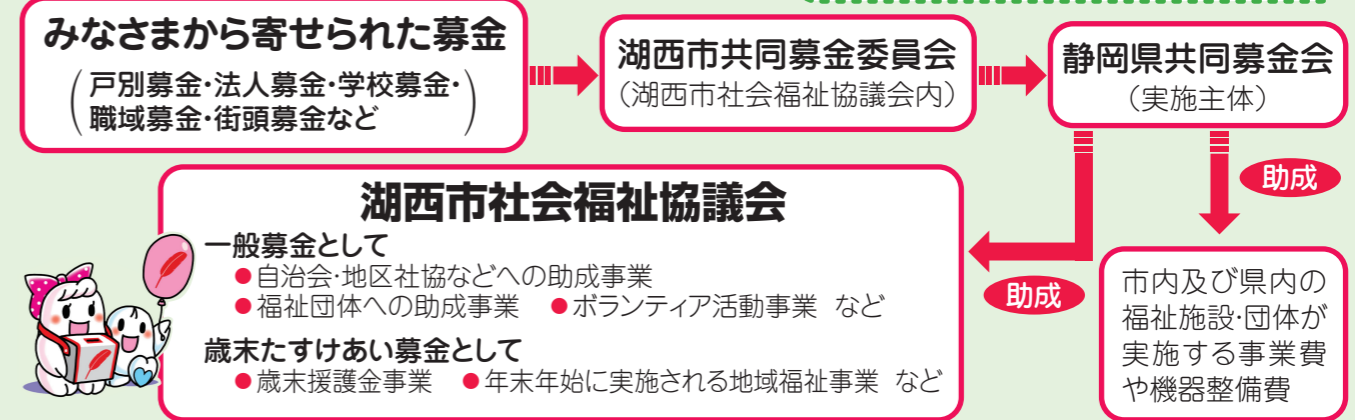 みなさまから寄せられた募金
(戸別募金・法人募金・学校募金・
職域募金・街頭募金など)
湖西市共同募金委員会
(湖西市社会福祉協議会内)
静岡県共同募金会
(実施主体)
助成
湖西市社会福祉協議会
一般募金として
●自治会・地区社協などへの助成事業
●福祉団体への助成事業 ●ボランティア活動事業 など
歳末たすけあい募金として
●歳末援護金事業 ●年末年始に実施される地域福祉事業 など
助成
市内及び県内の
福祉施設・団体が
実施する事業費
や機器整備費